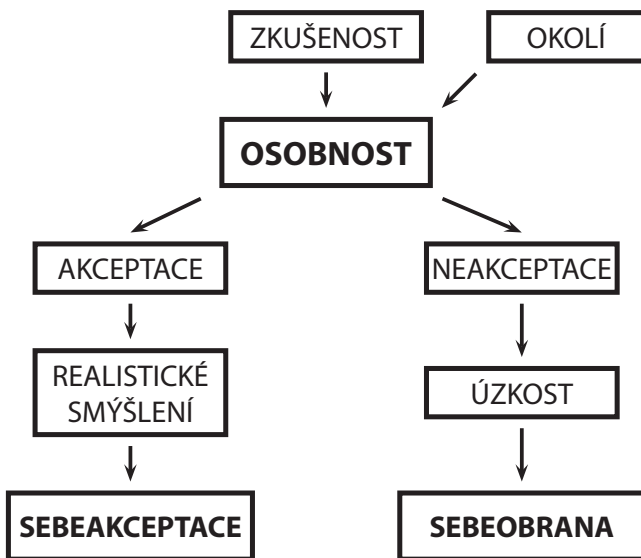 ZKUŠENOST
OKOLÍ
OSOBNOST
AKCEPTACE
NEAKCEPTACE
REALISTICKÉ
SMÝŠLENÍ
ÚZKOST
SEBEAKCEPTACE
SEBEOBRANA